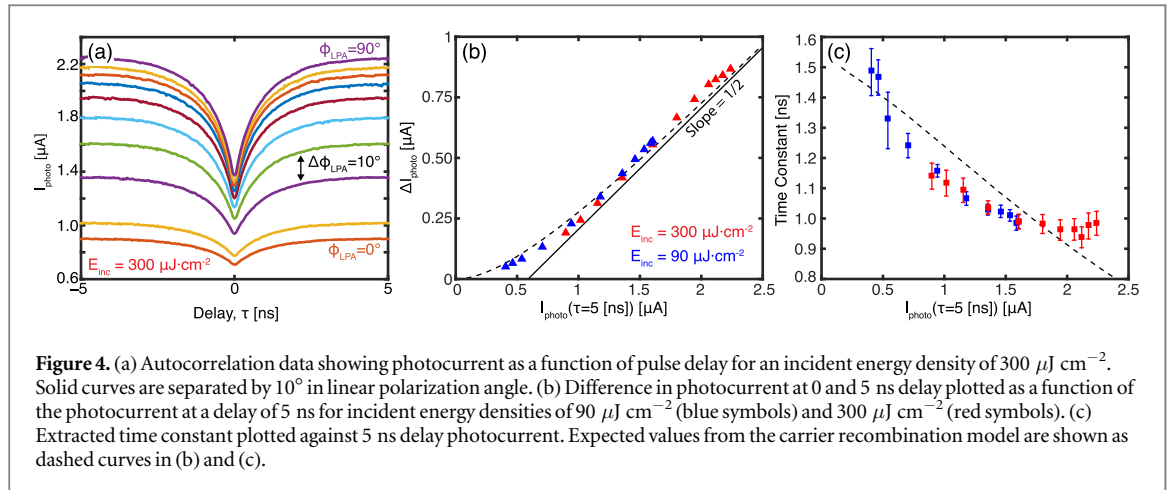 (a)
ϕLPA=90°
2.2
1.8
1.4
1.0
0.6
Iphoto [μA]
ΔϕLPA=10°
ϕLPA=0°
Einc = 300 μJ·cm-2
-5
0
5
Delay, τ [ns]
(b)
1
0.75
0.50
0.25
0
ΔIphoto [μA]
Slope = 1/2
Einc = 300 μJ·cm-2
Einc = 90 μJ·cm-2
0
0.5
1.0
1.5
2.0
2.5
Iphoto(τ=5 [ns]) [μA]
(c)
1.6
1.5
1.4
1.3
1.2
1.1
1.0
0.9
0.8
Time Constant [ns]
0
0.5
1.0
1.5
2.0
2.5
Iphoto(τ=5 [ns]) [μA]
Figure 4. (a) Autocorrelation data showing photocurrent as a function of pulse delay for an incident energy density of 300 μJ cm−2.
Solid curves are separated by 10° in linear polarization angle. (b) Difference in photocurrent at 0 and 5 ns delay plotted as a function of
the photocurrent at a delay of 5 ns for incident energy densities of 90 μJ cm−2 (blue symbols) and 300 μJ cm−2 (red symbols). (c)
Extracted time constant plotted against 5 ns delay photocurrent. Expected values from the carrier recombination model are shown as
dashed curves in (b) and (c).